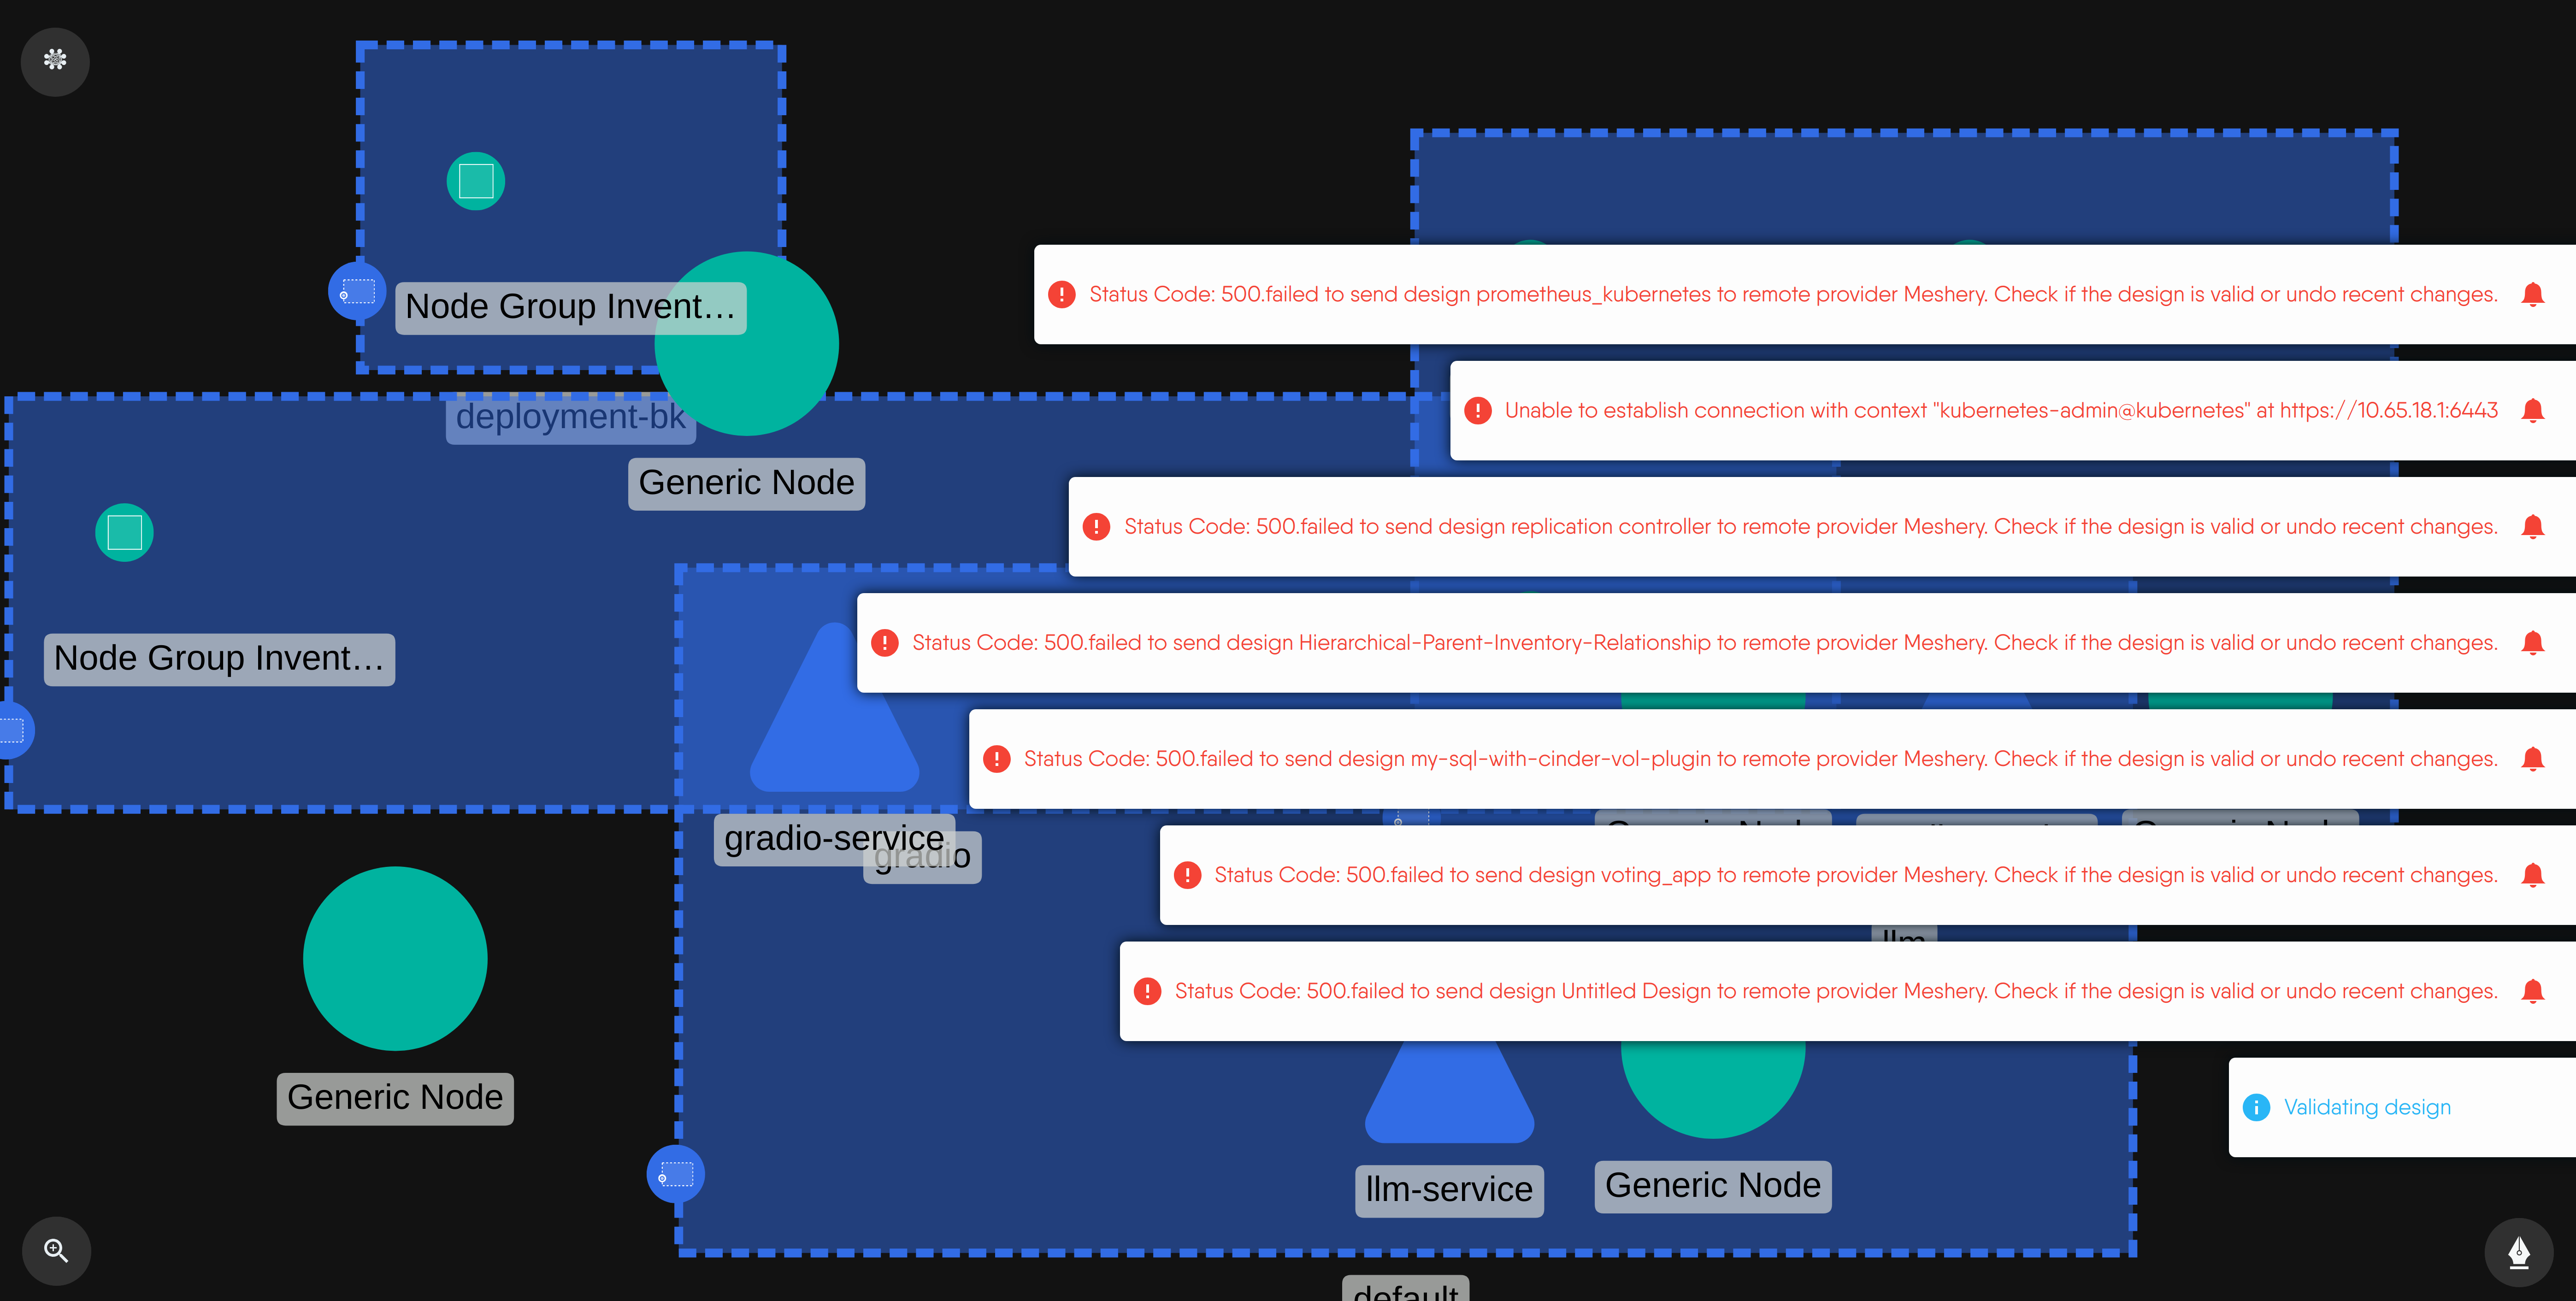 Status Code: 500.failed to send design prometheus_kubernetes to remote provider Meshery. Check if the design is valid or undo recent changes.
Node Group Invent...
Unable to establish connection with context "kubernetes-admin@kubernetes" at https://10.65.18.1:6443
deployment-bk
Generic Node
Status Code: 500.failed to send design replication controller to remote provider Meshery. Check if the design is valid or undo recent changes.
Status Code: 500.failed to send design Hierarchical-Parent-Inventory-Relationship to remote provider Meshery. Check if the design is valid or undo recent changes.
Node Group Invent...
Status Code: 500.failed to send design my-sql-with-cinder-vol-plugin to remote provider Meshery. Check if the design is valid or undo recent changes.
gradio-service
gradio
Status Code: 500.failed to send design voting_app to remote provider Meshery. Check if the design is valid or undo recent changes.
llm
Status Code: 500.failed to send design Untitled Design to remote provider Meshery. Check if the design is valid or undo recent changes.
Generic Node
Validating design
llm-service
Generic Node
default